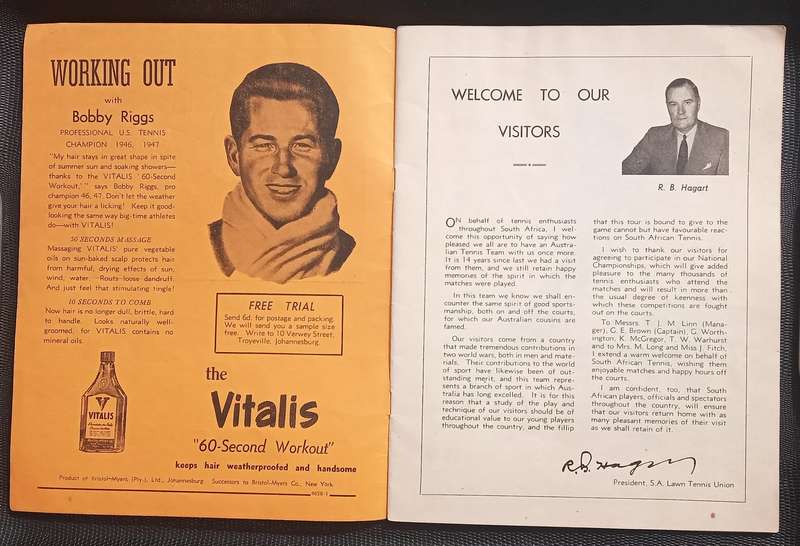 WORKING OUT
with
Bobby Riggs
PROFESSIONAL U.S. TENNIS
CHAMPION 1946, 1947
"My hair stays in great shape in spite
of summer sun and soaking showers—
thanks to the VITALIS '60-Second
Workout,'" says Bobby Riggs, pro
champion 46, 47. Don't let the weather
give your hair a licking! Keep it good-
looking the same way big-time athletes
do—with VITALIS!
50 SECONDS MASSAGE
Massaging VITALIS' pure vegetable
oils on sun-baked scalp protects hair
from harmful, drying effects of sun,
wind, water. Routs loose dandruff.
And just feel that stimulating tingle!
10 SECONDS TO COMB
Now hair is no longer dull, brittle, hard
to handle. Looks naturally well-
groomed, for VITALIS contains no
mineral oils.
VITALIS
FREE TRIAL
Send 6d. for postage and packing.
We will send you a sample size
free. Write to 10 Verwey Street,
Troyeville, Johannesburg.
the
Vitalis
"60-Second Workout"
keeps hair weatherproofed and handsome
Product of Bristol-Myers (Pty.), Ltd., Johannesburg. Successors to Bristol-Myers Co., New York.
WELCOME TO OUR
VISITORS
R. B. Hagart
ON behalf of tennis enthusiasts
throughout South Africa, I wel-
come this opportunity of saying how
pleased we all are to have an Austra-
lian Tennis Team with us once more.
It is 14 years since last we had a visit
from them, and we still retain happy
memories of the spirit in which the
matches were played.
In this team we know we shall en-
counter the same spirit of good sports-
manship, both on and off the courts,
for which our Australian cousins are
famed.
Our visitors come from a country
that made tremendous contributions in
two world wars, both in men and mate-
rials. Their contributions to the world
of sport have likewise been of out-
standing merit, and this team repre-
sents a branch of sport in which Aus-
tralia has long excelled. It is for this
reason that a study of the play and
technique of our visitors should be of
educational value to our young players
throughout the country, and the fillip
that this tour is bound to give to the
game cannot but have favourable reac-
tions on South African Tennis.
I wish to thank our visitors for
agreeing to participate in our National
Championships, which will give added
pleasure to the many thousands of
tennis enthusiasts who attend the
matches and will result in more than
the usual degree of keenness with
which these competitions are fought
out on the courts.
To Messrs. T. J. M. Linn (Mana-
ger), G. E. Brown (Captain), G. Worth-
ington, K. McGregor, T. W. Warhurst
and to Mrs. M. Long and Miss J. Fitch,
I extend a warm welcome on behalf of
South African Tennis, wishing them
enjoyable matches and happy hours off
the courts.
I am confident, too, that South
African players, officials and spectators
throughout the country, will ensure
that our visitors return home with as
many pleasant memories of their visit
as we shall retain of it.
R.B. Hagart
President, S.A. Lawn Tennis Union